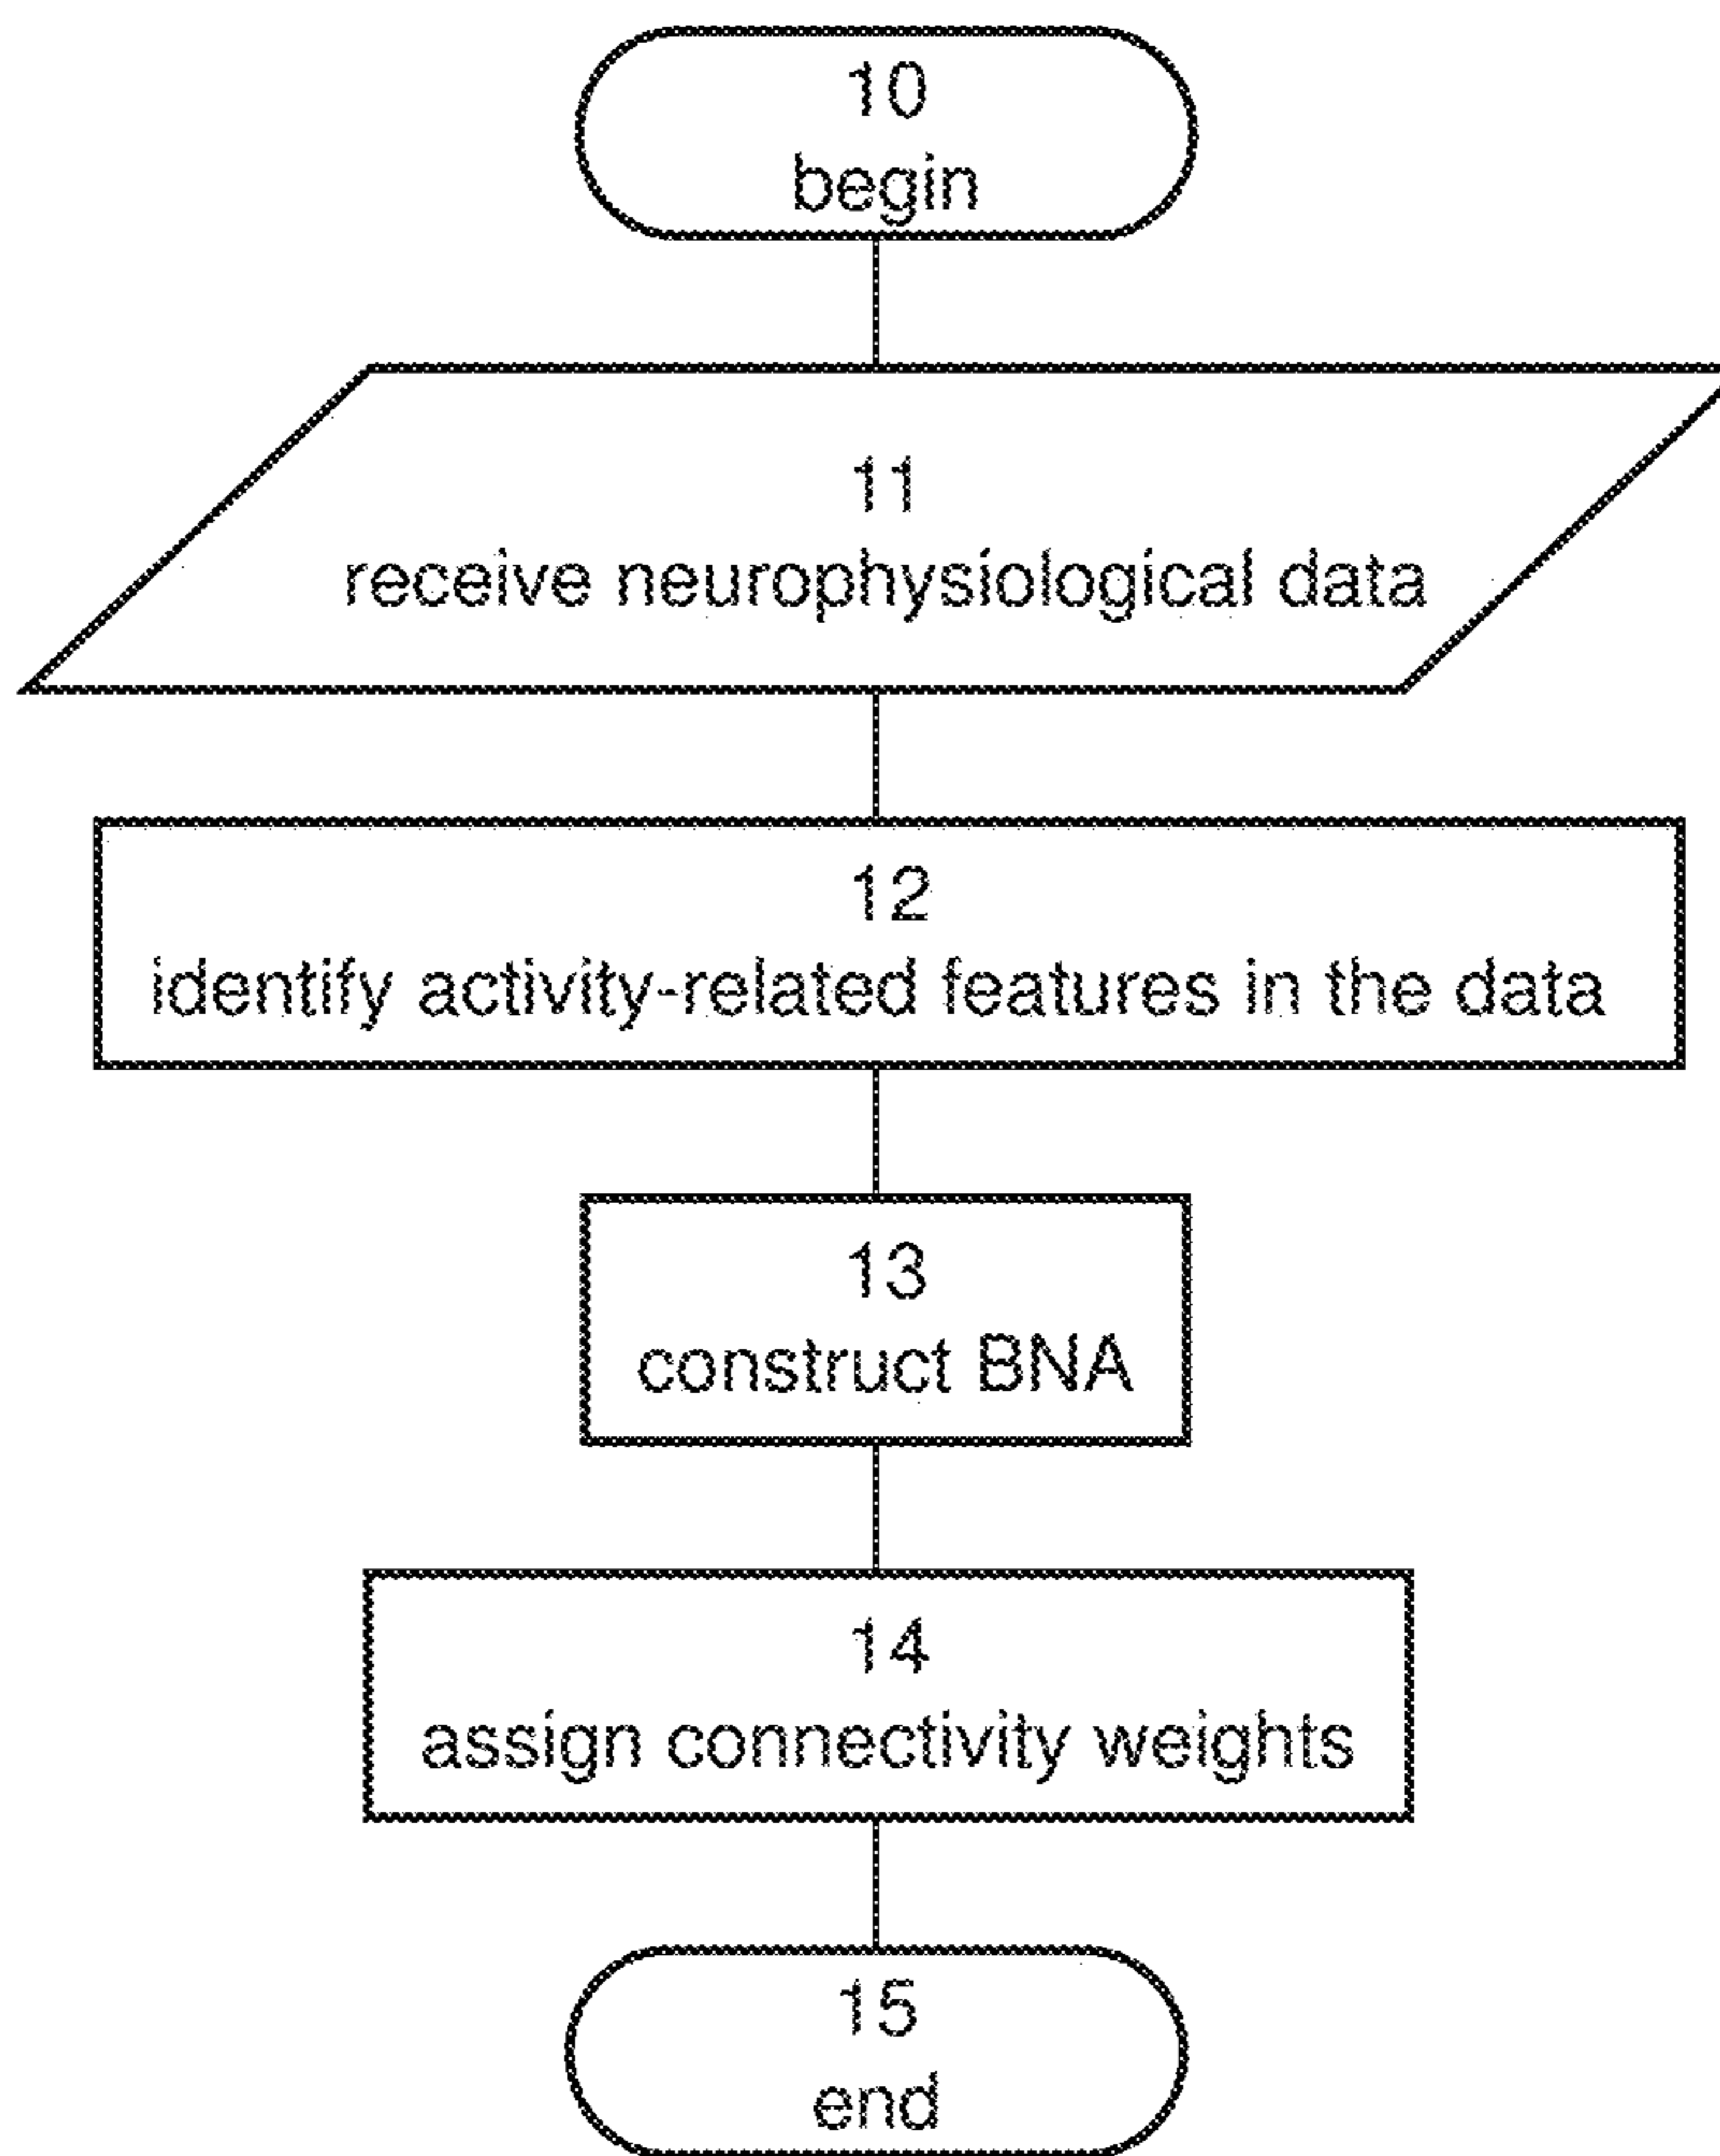 10
begin
11
receive neurophysiological data
12
identify activity-related features in the data
13
construct BNA
14
assign connectivity weights
15
end